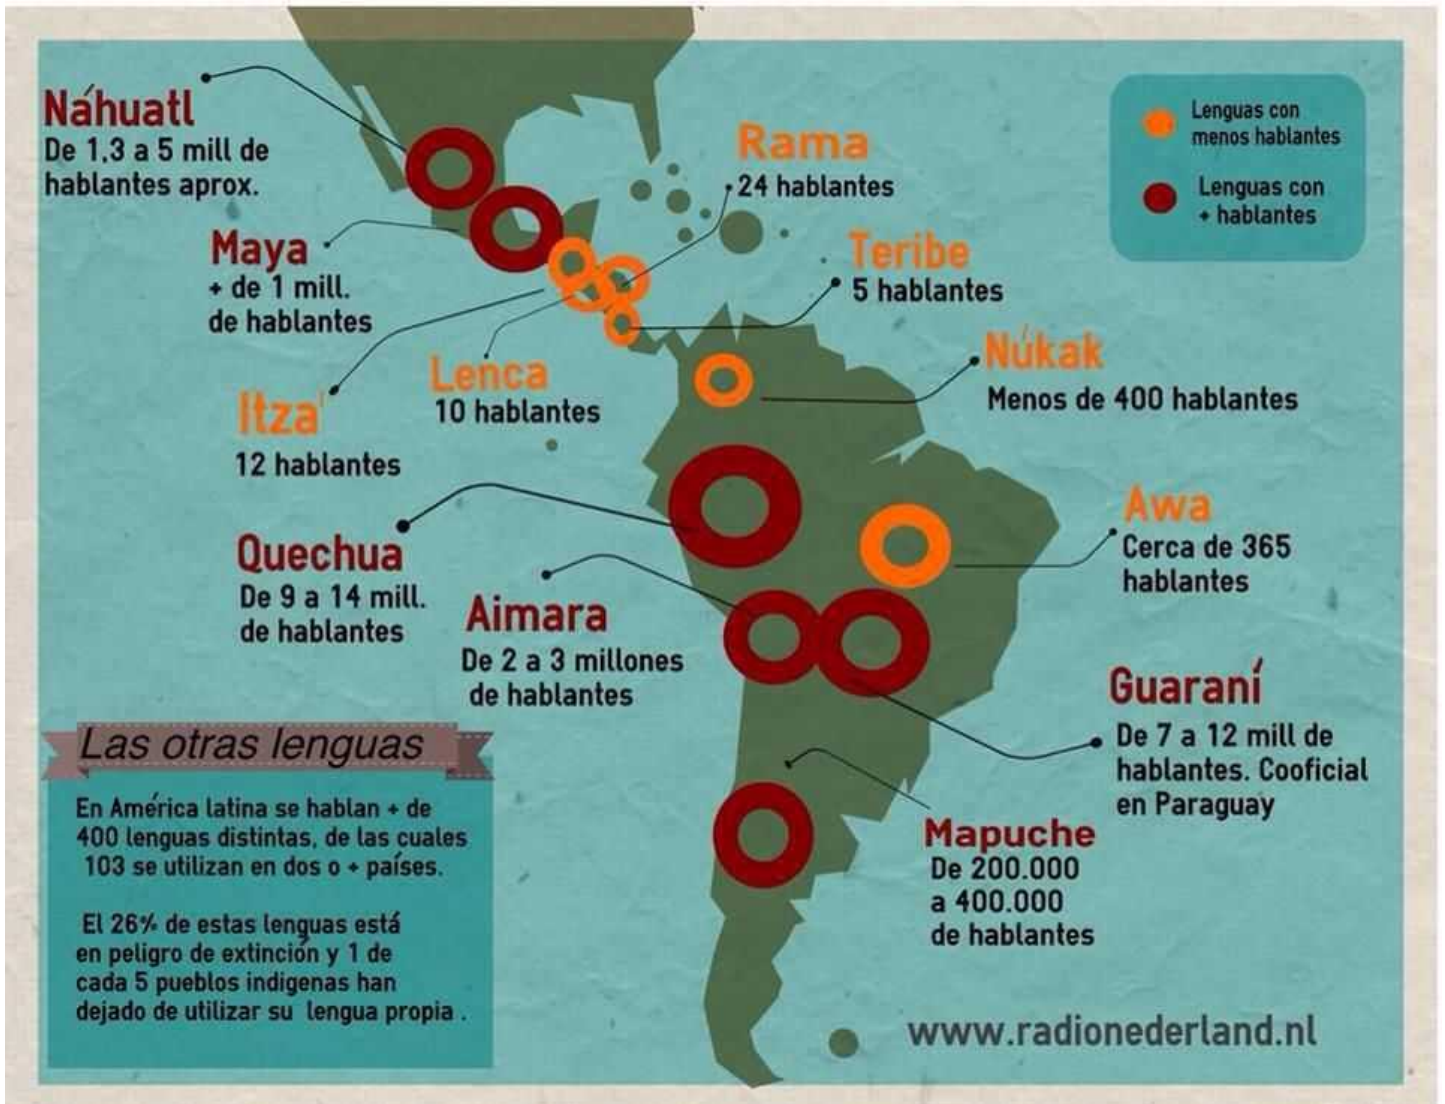 Náhuatl
De 1,3 a 5 mill de
hablantes aprox.
Lenguas con
menos hablantes
Lenguas con
+ hablantes
Rama
24 hablantes
Maya
+ de 1 mill.
de hablantes
Teribe
5 hablantes
Itza'
12 hablantes
Lenca
10 hablantes
Núkak
Menos de 400 hablantes
Quechua
De 9 a 14 mill.
de hablantes
Aimara
De 2 a 3 millones
de hablantes
Awa
Cerca de 365
hablantes
Guaraní
De 7 a 12 mill de
hablantes. Cooficial
en Paraguay
Mapuche
De 200.000
a 400.000
de hablantes
Las otras lenguas
En América latina se hablan + de
400 lenguas distintas, de las cuales
103 se utilizan en dos o + países.
El 26% de estas lenguas está
en peligro de extinción y 1 de
cada 5 pueblos indigenas han
dejado de utilizar su lengua propia .
www.radionederland.nl